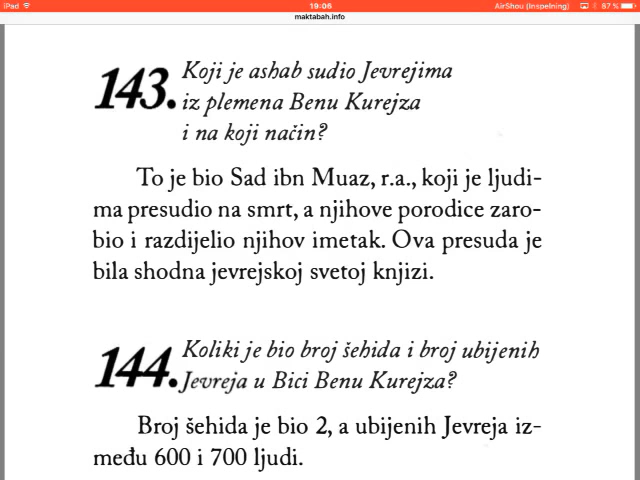 iPad 19:06 AirShou (Inspelning) 87 %
maktabah.info
143. Koji je ashab sudio Jevrejima
iz plemena Benu Kurejza
i na koji način?
To je bio Sad ibn Muaz, r.a., koji je ljudi-
ma presudio na smrt, a njihove porodice zaro-
bio i razdijelio njihov imetak. Ova presuda je
bila shodna jevrejskoj svetoj knjizi.
144. Koliki je bio broj šehida i broj ubijenih
Jevreja u Bici Benu Kurejza?
Broj šehida je bio 2, a ubijenih Jevreja iz-
među 600 i 700 ljudi.